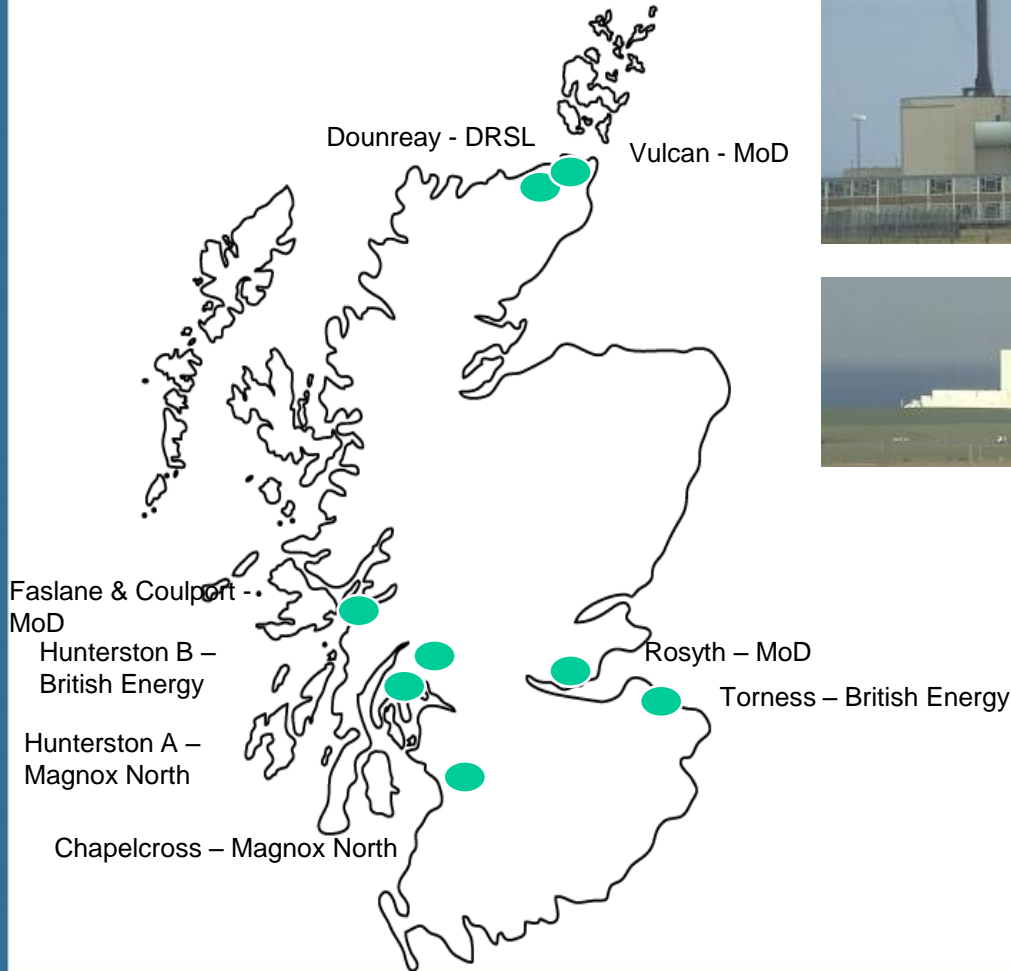 Dounreay - DRSL
Vulcan - MoD
Faslane & Coulport -
MoD
Hunterston B –
British Energy
Rosyth – MoD
Torness – British Energy
Hunterston A –
Magnox North
Chapelcross – Magnox North